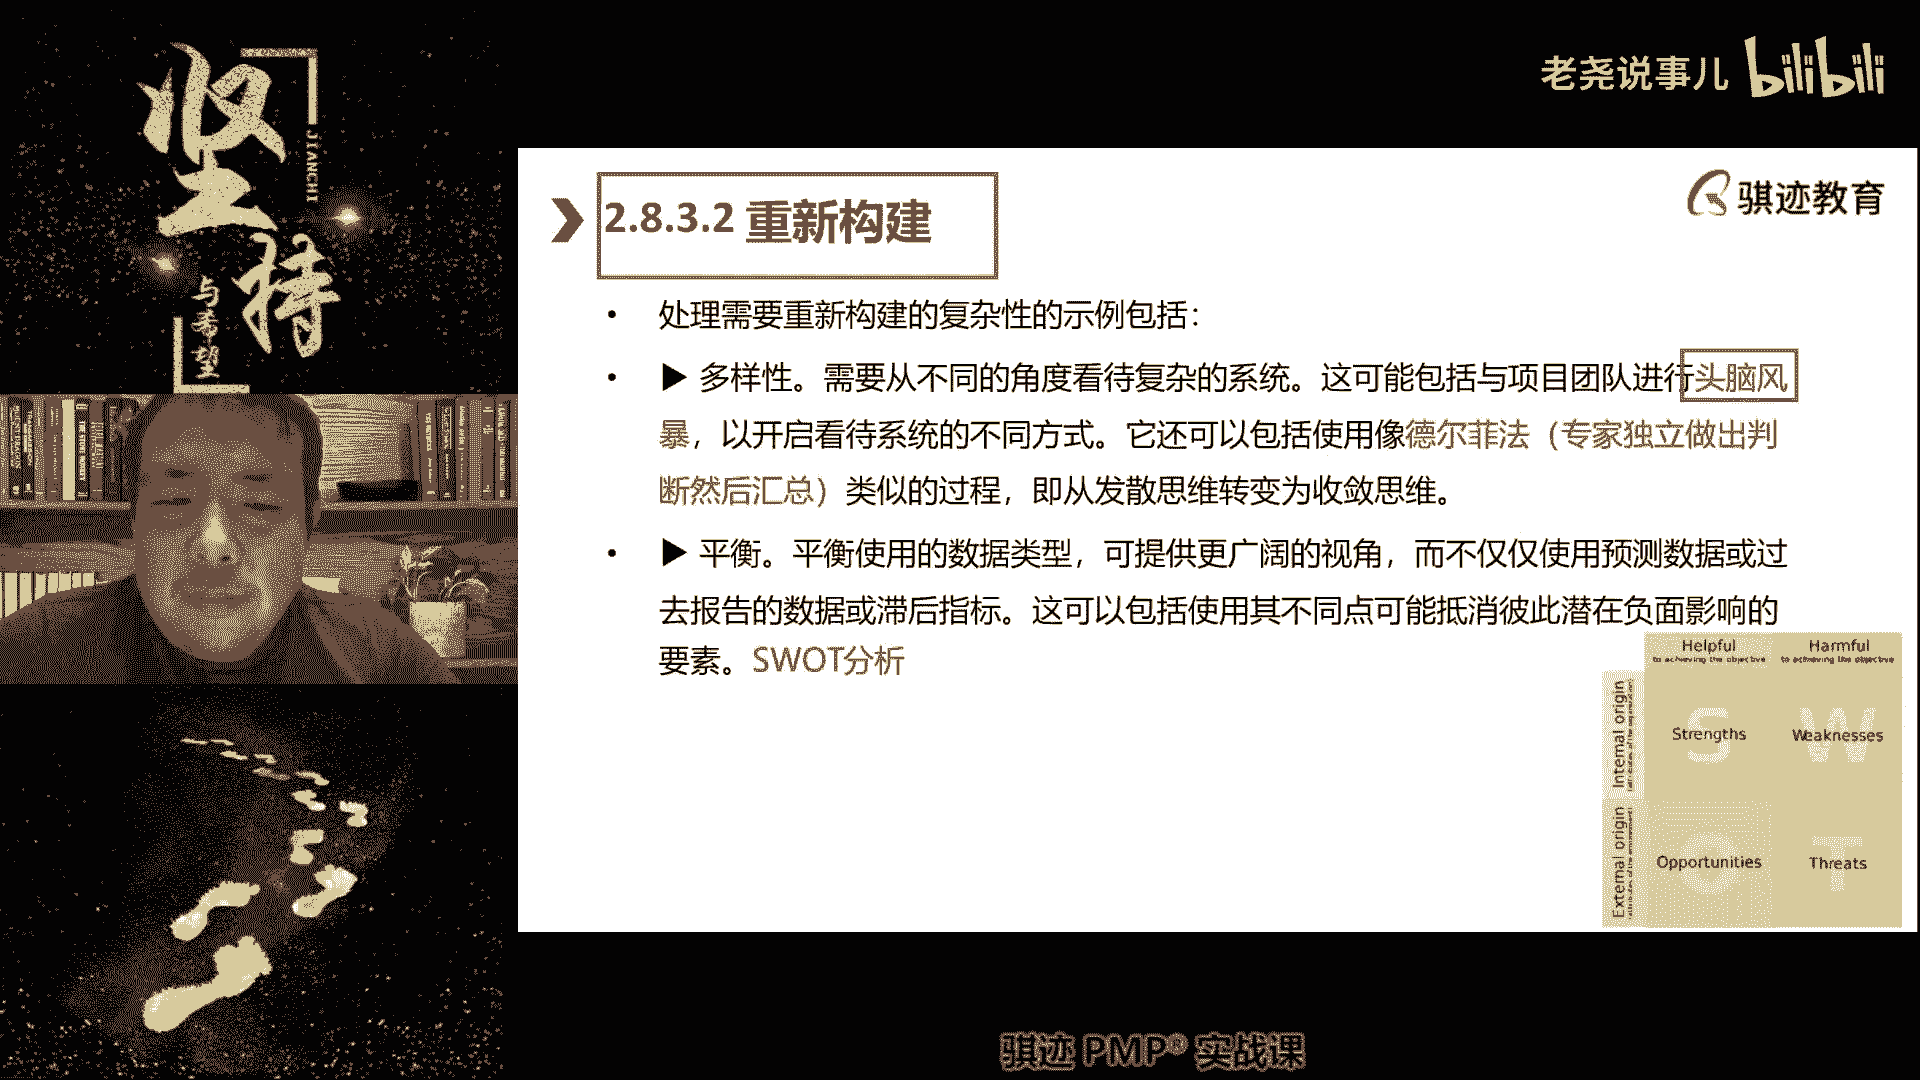 坚持
JIANCHI
与希望
老尧说事儿 bilibili
骐迹教育
2.8.3.2 重新构建
• 处理需要重新构建的复杂性的示例包括：
• ▶ 多样性。需要从不同的角度看待复杂的系统。这可能包括与项目团队进行头脑风
暴，以开启看待系统的不同方式。它还可以包括使用像德尔菲法（专家独立做出判
断然后汇总）类似的过程，即从发散思维转变为收敛思维。
• ▶ 平衡。平衡使用的数据类型，可提供更广阔的视角，而不仅仅使用预测数据或过
去报告的数据或滞后指标。这可以包括使用其不同点可能抵消彼此潜在负面影响的
要素。SWOT分析
Helpful
to achieving the objective
Harmful
to achieving the objective
Internal origin
S
Strengths
W
Weaknesses
External origin
O
Opportunities
T
Threats
骐迹 PMP® 实战课